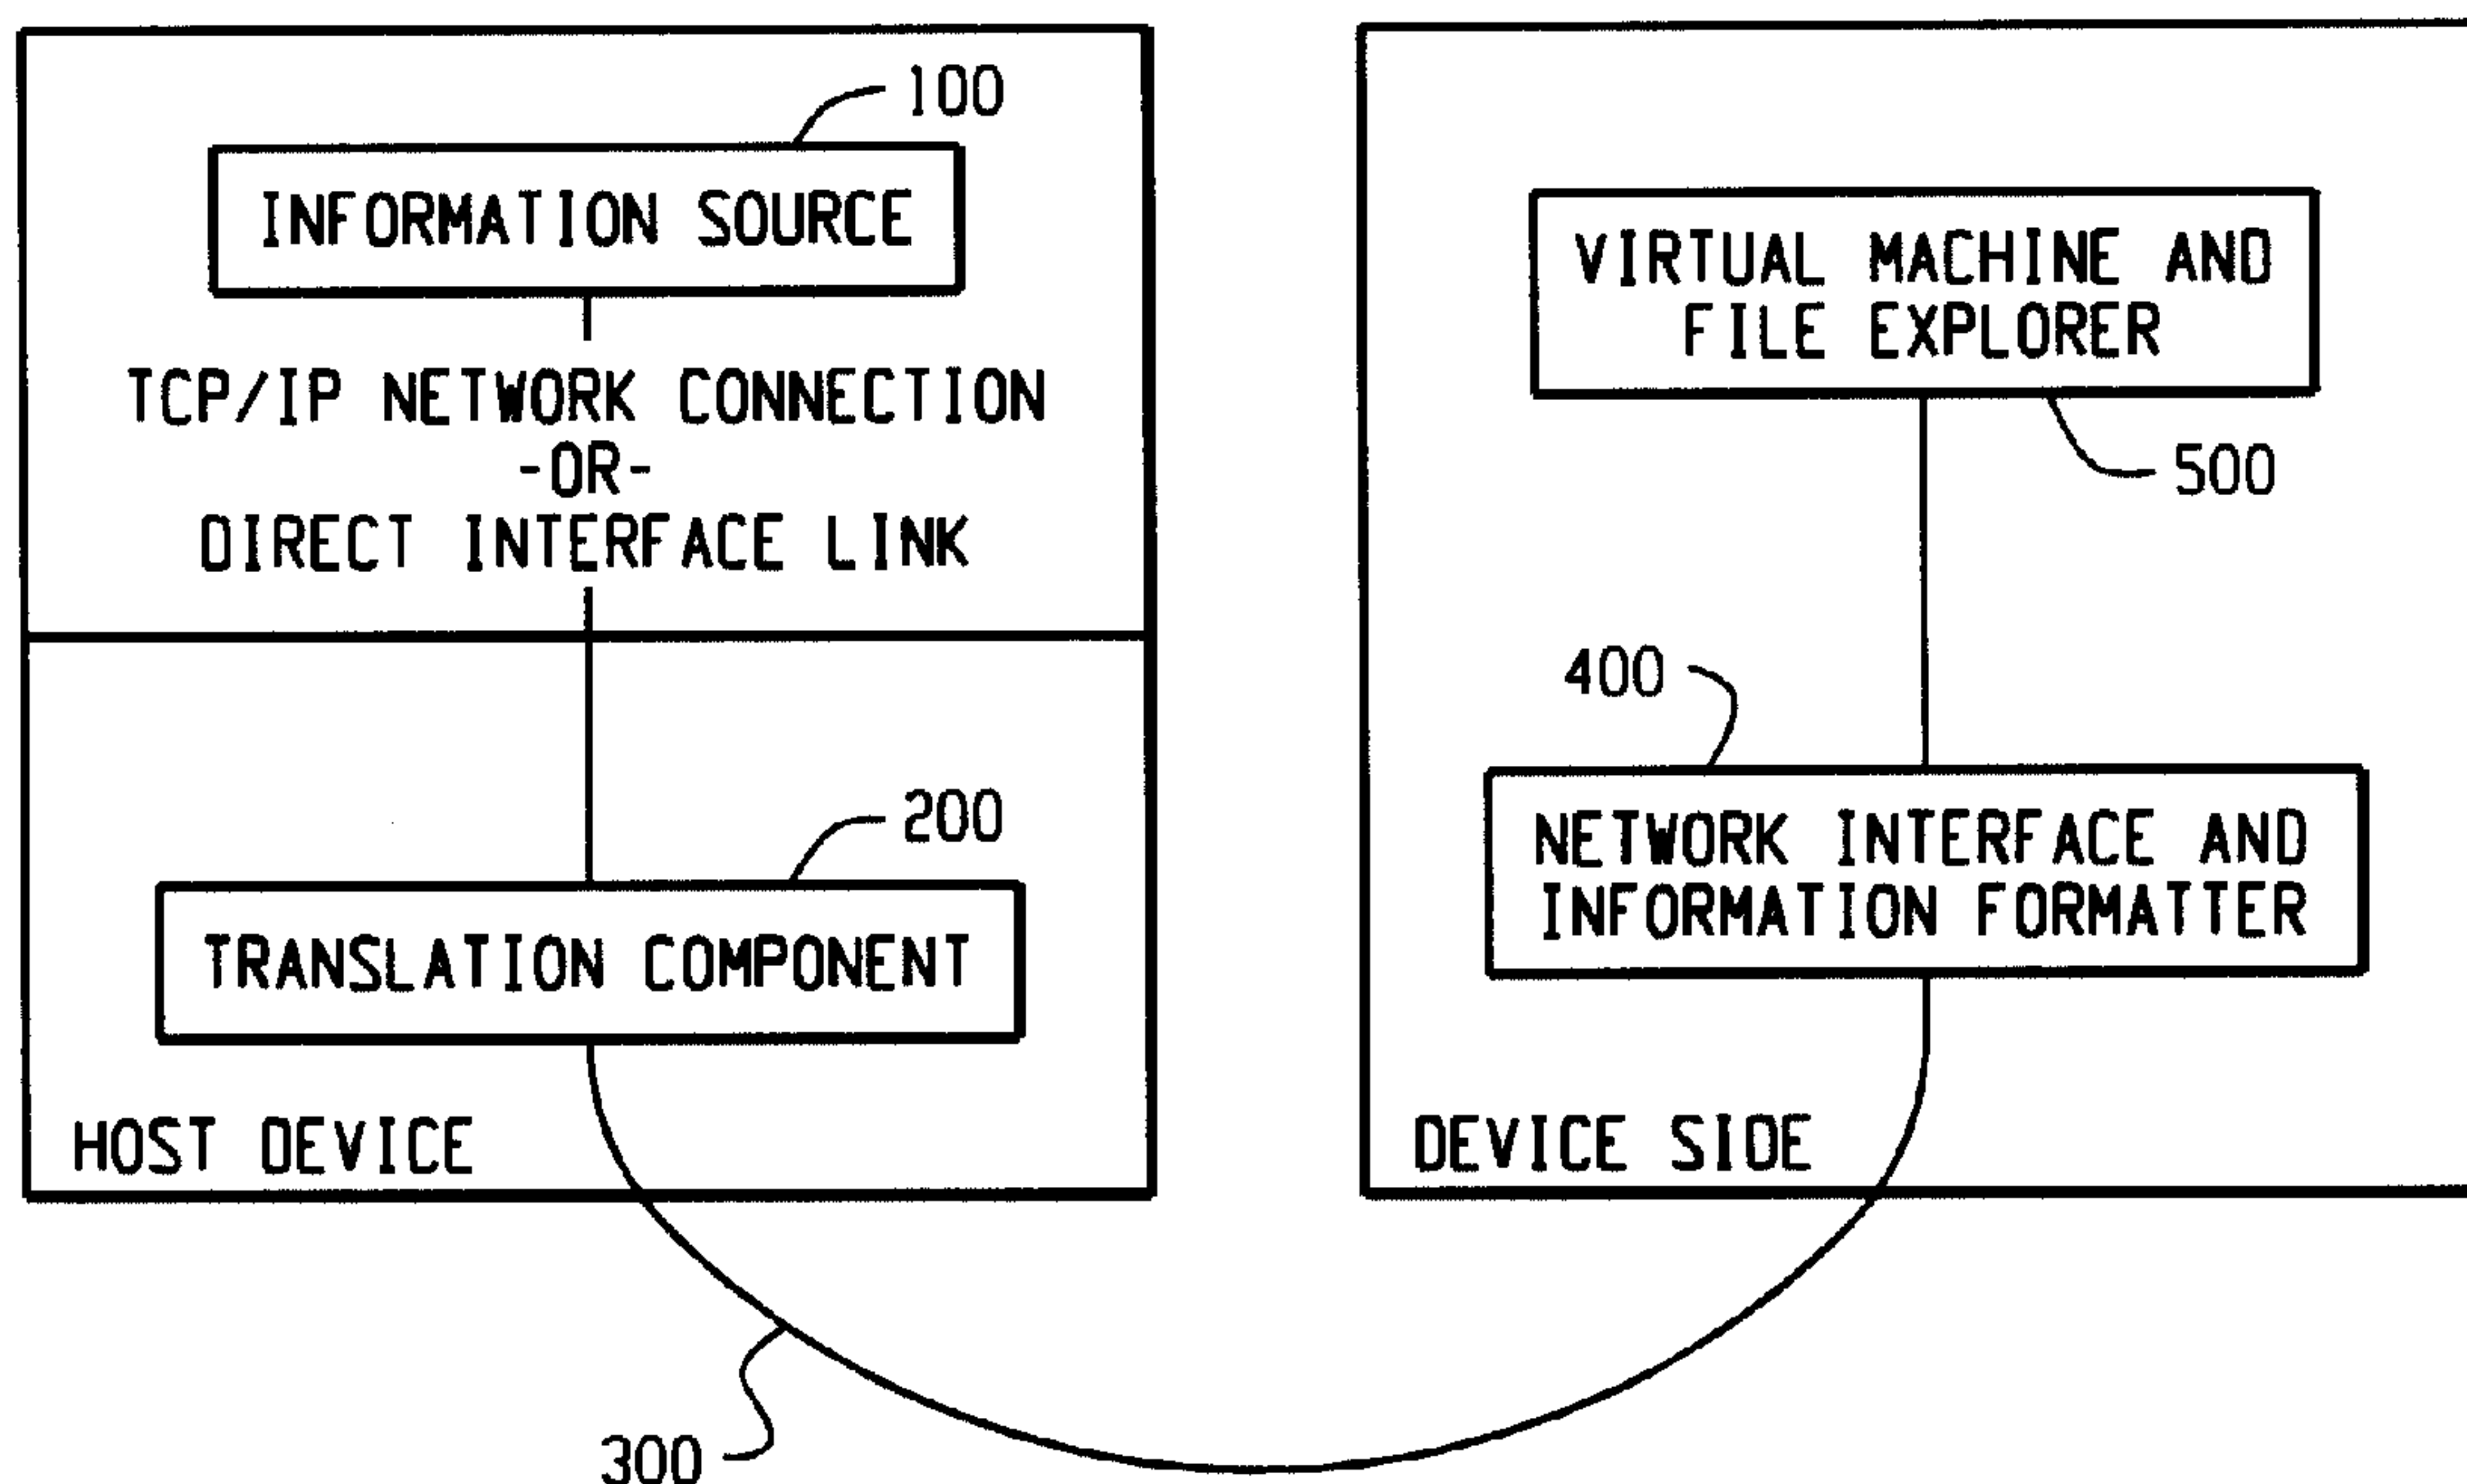 100
INFORMATION SOURCE
TCP/IP NETWORK CONNECTION
-OR-
DIRECT INTERFACE LINK
200
TRANSLATION COMPONENT
HOST DEVICE
300
VIRTUAL MACHINE AND
FILE EXPLORER
500
400
NETWORK INTERFACE AND
INFORMATION FORMATTER
DEVICE SIDE